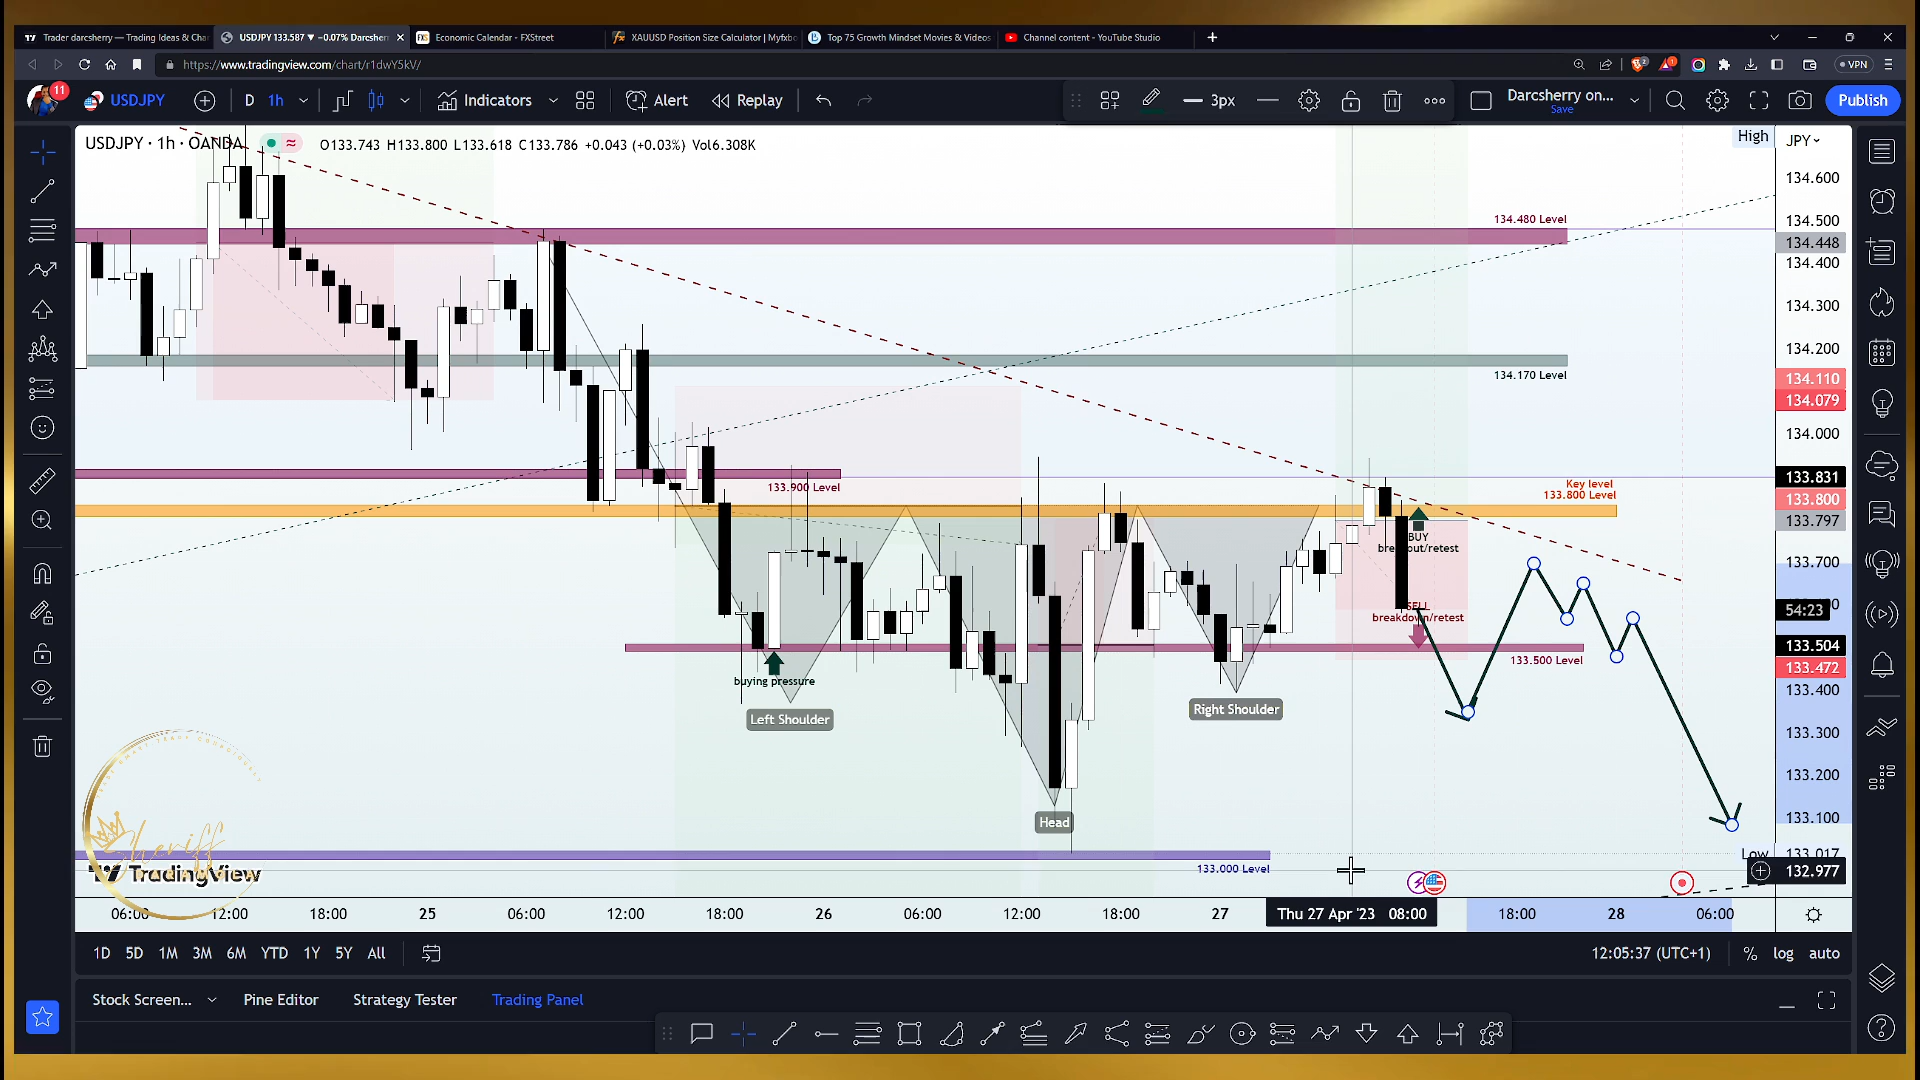 Trader darcsherry — Trading Ideas & Cha
USDJPY 133.587 ▼ −0.07% Darcsherr
Economic Calendar - FXStreet
XAUUSD Position Size Calculator | Myfxbo
Top 75 Growth Mindset Movies & Videos
Channel content - YouTube Studio
https://www.tradingview.com/chart/r1dwY5kV/
VPN
11
USDJPY
D 1h
Indicators
Alert
Replay
3px
Darcsherry on...
Save
Publish
USDJPY · 1h · OANDA
O133.743 H133.800 L133.618 C133.786 +0.043 (+0.03%) Vol6.308K
High
JPY
134.600
134.500
134.448
134.400
134.300
134.200
134.110
134.079
134.000
133.831
133.800
133.797
133.700
54:23
133.504
133.472
133.400
133.300
133.200
133.100
133.017
Low
132.977
134.480 Level
134.170 Level
133.900 Level
Key level
133.800 Level
BUY
breakout/retest
SELL
breakdown/retest
133.500 Level
buying pressure
Left Shoulder
Right Shoulder
Head
133.000 Level
Sheriff
TradingView
06:00 12:00 18:00 25 06:00 12:00 18:00 26 06:00 12:00 18:00 27 Thu 27 Apr '23 08:00 18:00 28 06:00
1D 5D 1M 3M 6M YTD 1Y 5Y All
12:05:37 (UTC+1)
% log auto
Stock Screen...
Pine Editor
Strategy Tester
Trading Panel